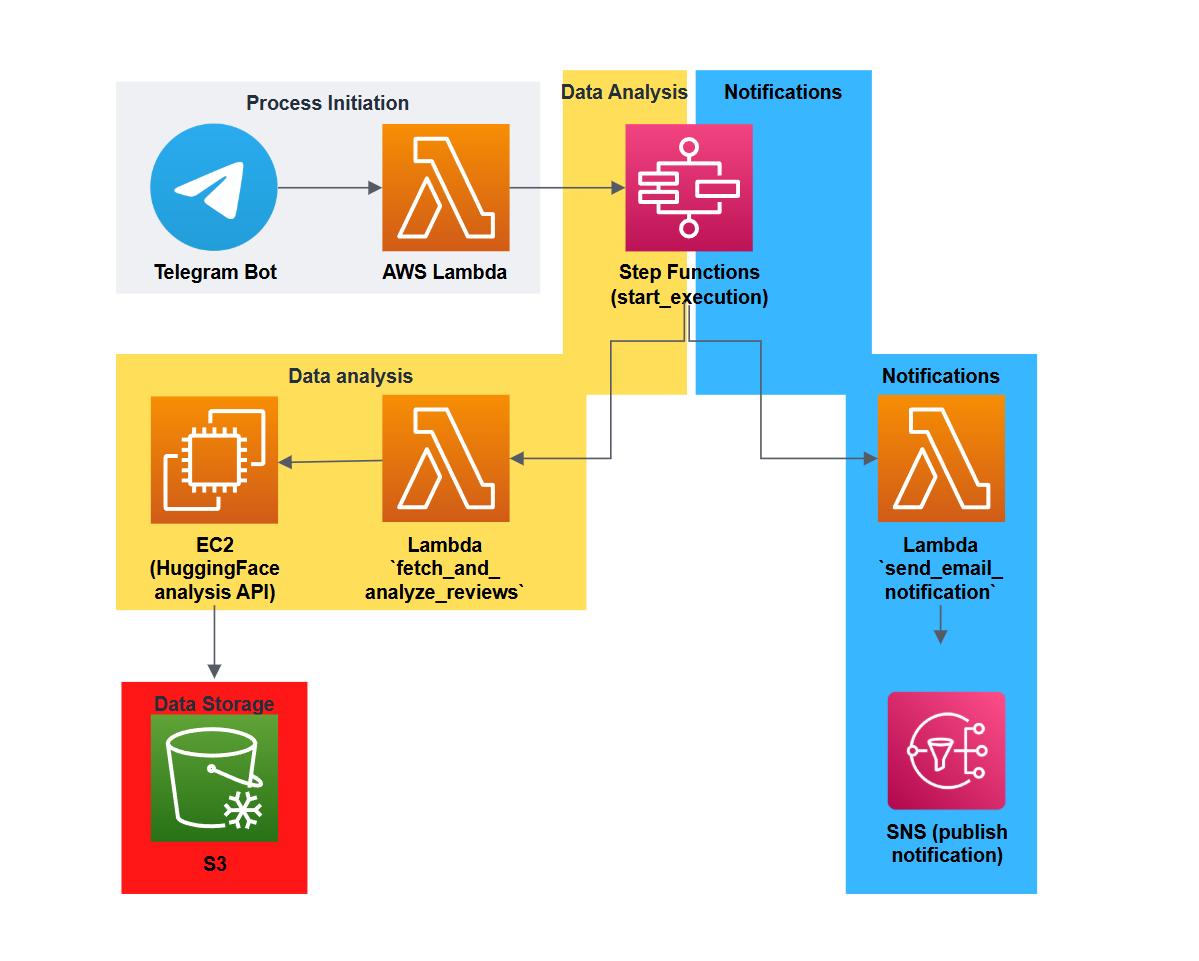 Process Initiation
Data Analysis
Notifications
Telegram Bot
AWS Lambda
Step Functions
(start_execution)
Data analysis
Notifications
EC2
(HuggingFace
analysis API)
Lambda
`fetch_and_
analyze_reviews`
Lambda
`send_email_
notification`
Data Storage
S3
SNS (publish
notification)